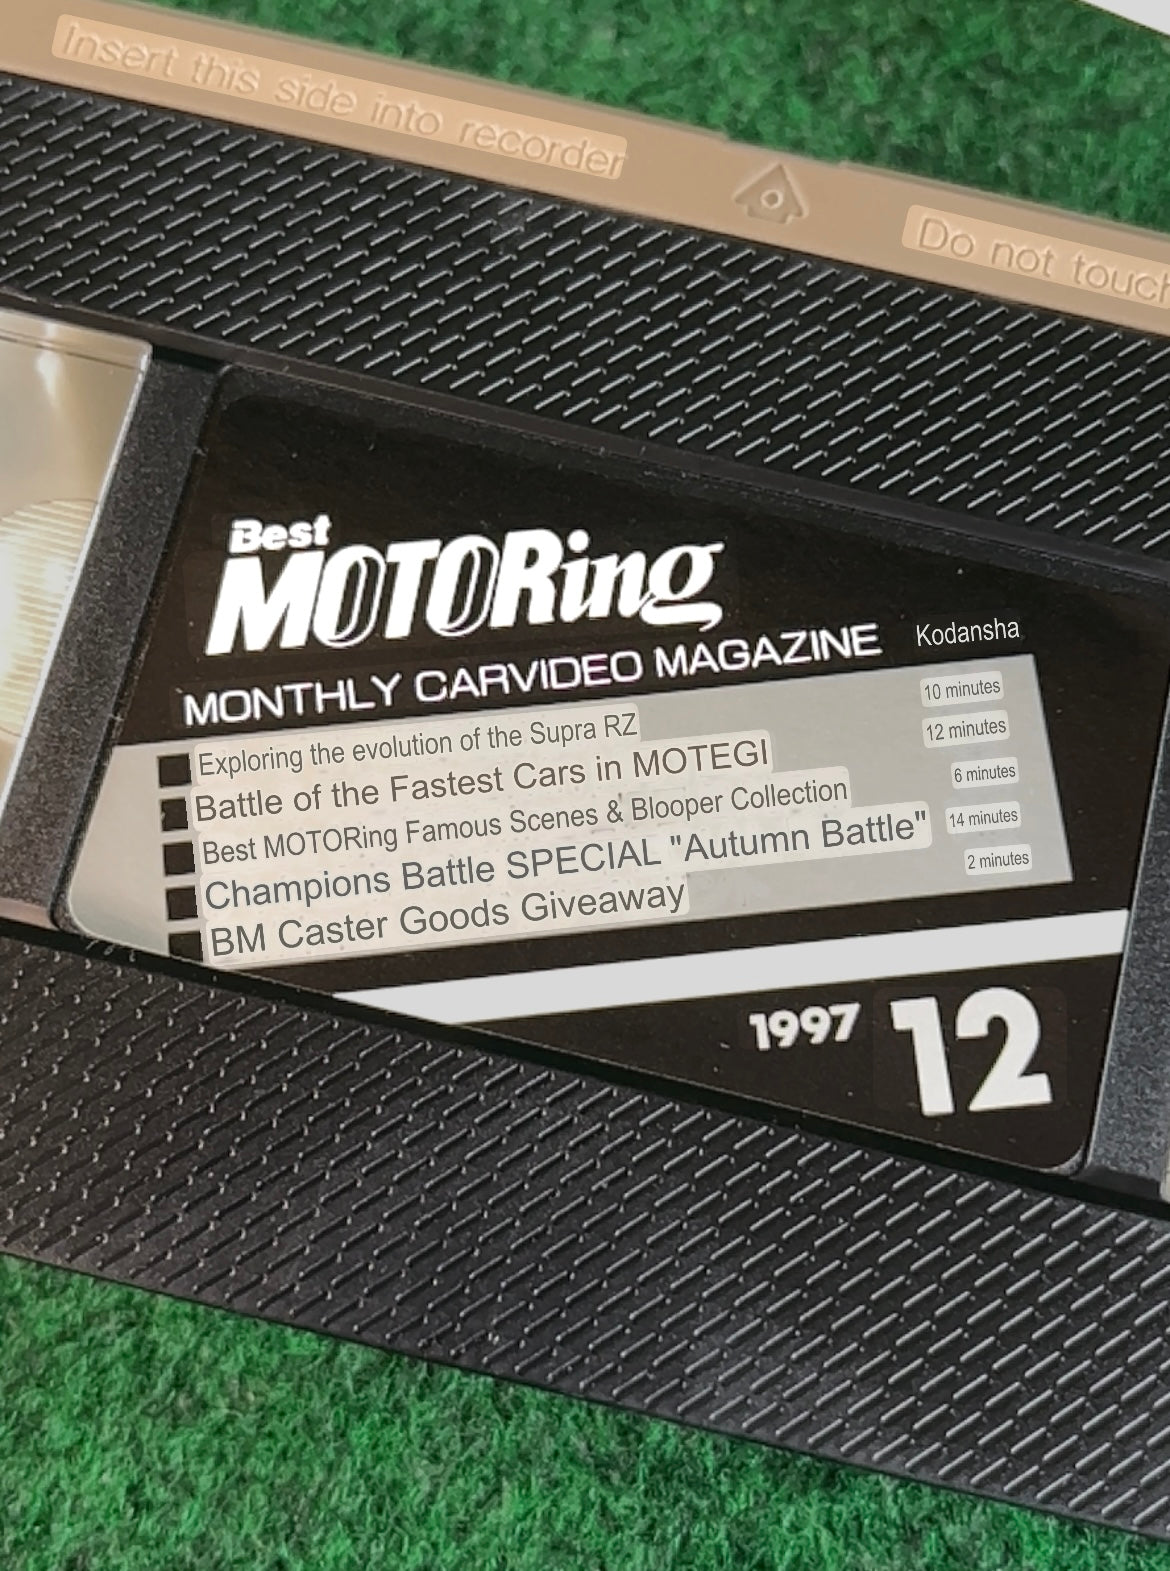 Insert this side into recorder
Do not touch
Best
MOTORing
MONTHLY CARVIDEO MAGAZINE Kodansha
Exploring the evolution of the Supra RZ 10 minutes
Battle of the Fastest Cars in MOTEGI 12 minutes
Best MOTORing Famous Scenes & Blooper Collection 6 minutes
Champions Battle SPECIAL "Autumn Battle" 14 minutes
BM Caster Goods Giveaway 2 minutes
1997 12